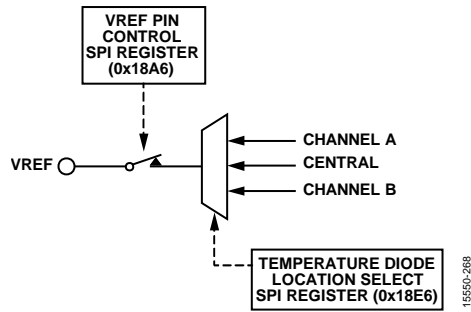 VREF PIN
CONTROL
SPI REGISTER
(0x18A6)
VREF
CHANNEL A
CENTRAL
CHANNEL B
TEMPERATURE DIODE
LOCATION SELECT
SPI REGISTER (0x18E6)
15550-268